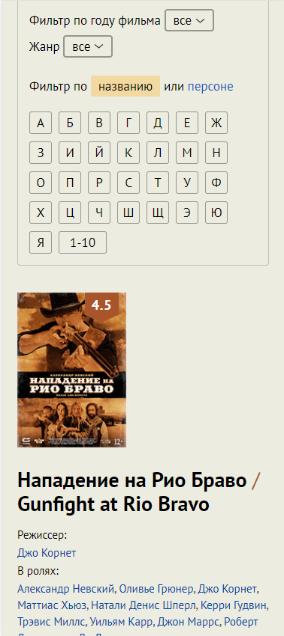 Фильтр по году фильма все
Жанр все
Фильтр по названию или персоне
А Б В Г Д Е Ж
З И Й К Л М Н
О П Р С Т У Ф
Х Ц Ч Ш Щ Э Ю
Я 1-10
4.5
АЛЕКСАНДР НЕВСКИЙ
НАПАДЕНИЕ НА
РИО БРАВО
12+
Нападение на Рио Браво /
Gunfight at Rio Bravo
Режиссер:
Джо Корнет
В ролях:
Александр Невский, Оливье Грюнер, Джо Корнет,
Маттиас Хьюз, Натали Денис Шперл, Керри Гудвин,
Трэвис Миллс, Уильям Карр, Джон Маррс, Роберт